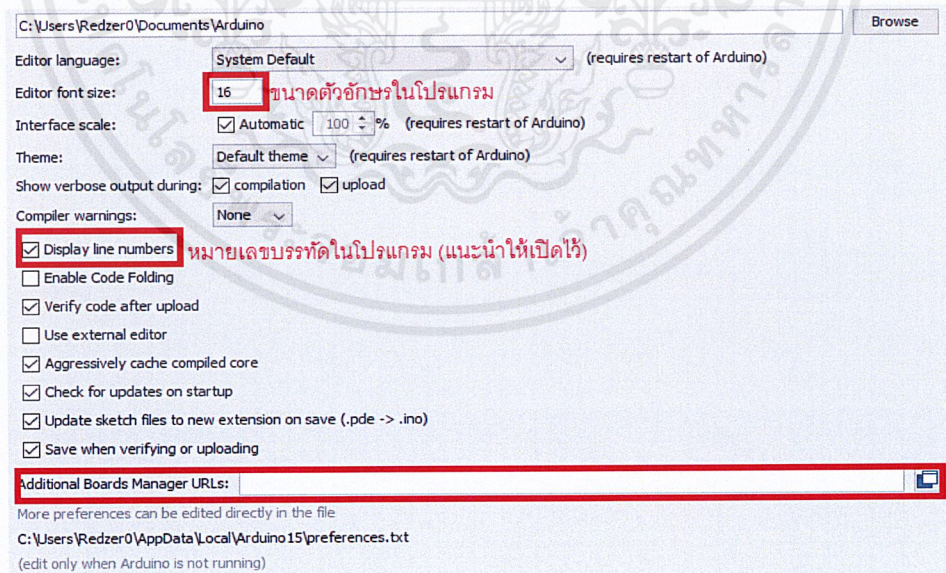 C:\Users\Redzer0\Documents\Arduino Browse
Editor language: System Default (requires restart of Arduino)
Editor font size: 16 ขนาดตัวอักษรในโปรแกรม
Interface scale: Automatic 100 % (requires restart of Arduino)
Theme: Default theme (requires restart of Arduino)
Show verbose output during: compilation upload
Compiler warnings: None
Display line numbers หมายเลขบรรทัดในโปรแกรม (แนะนำให้เปิดไว้)
Enable Code Folding
Verify code after upload
Use external editor
Aggressively cache compiled core
Check for updates on startup
Update sketch files to new extension on save (.pde -> .ino)
Save when verifying or uploading
Additional Boards Manager URLs:
More preferences can be edited directly in the file
C:\Users\Redzer0\AppData\Local\Arduino15\preferences.txt
(edit only when Arduino is not running)